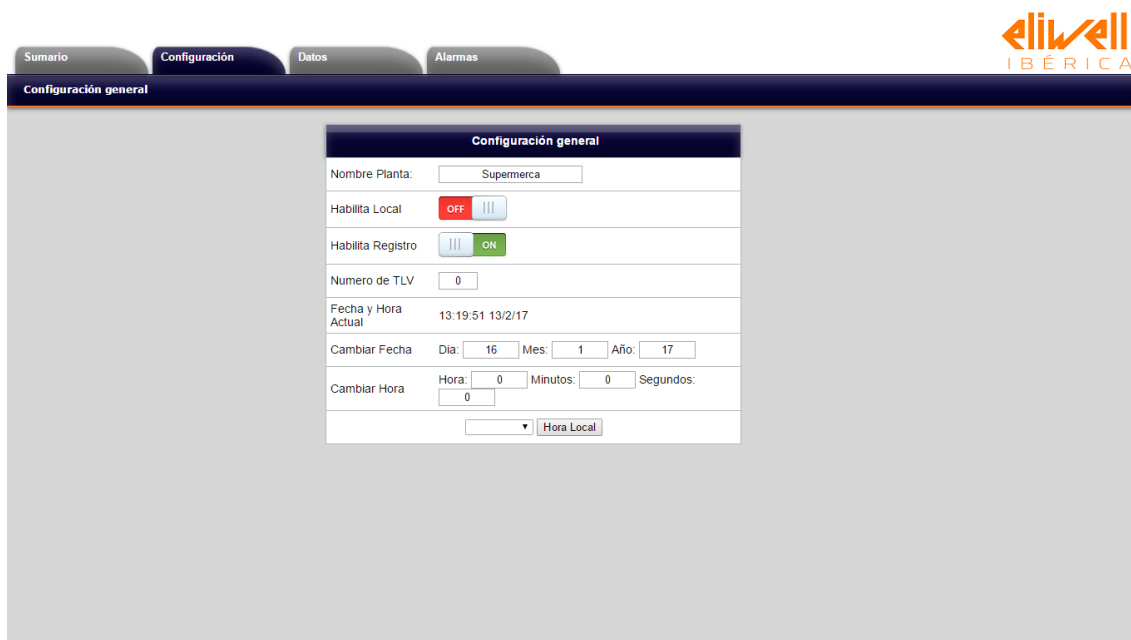 eliwell
IBÉRICA
Sumario Configuración Datos Alarmas
Configuración general
Configuración general
Nombre Planta: Supermerca
Habilita Local OFF
Habilita Registro ON
Numero de TLV 0
Fecha y Hora
Actual
13:19:51 13/2/17
Cambiar Fecha Dia: 16 Mes: 1 Año: 17
Cambiar Hora Hora: 0 Minutos: 0 Segundos:
0
Hora Local